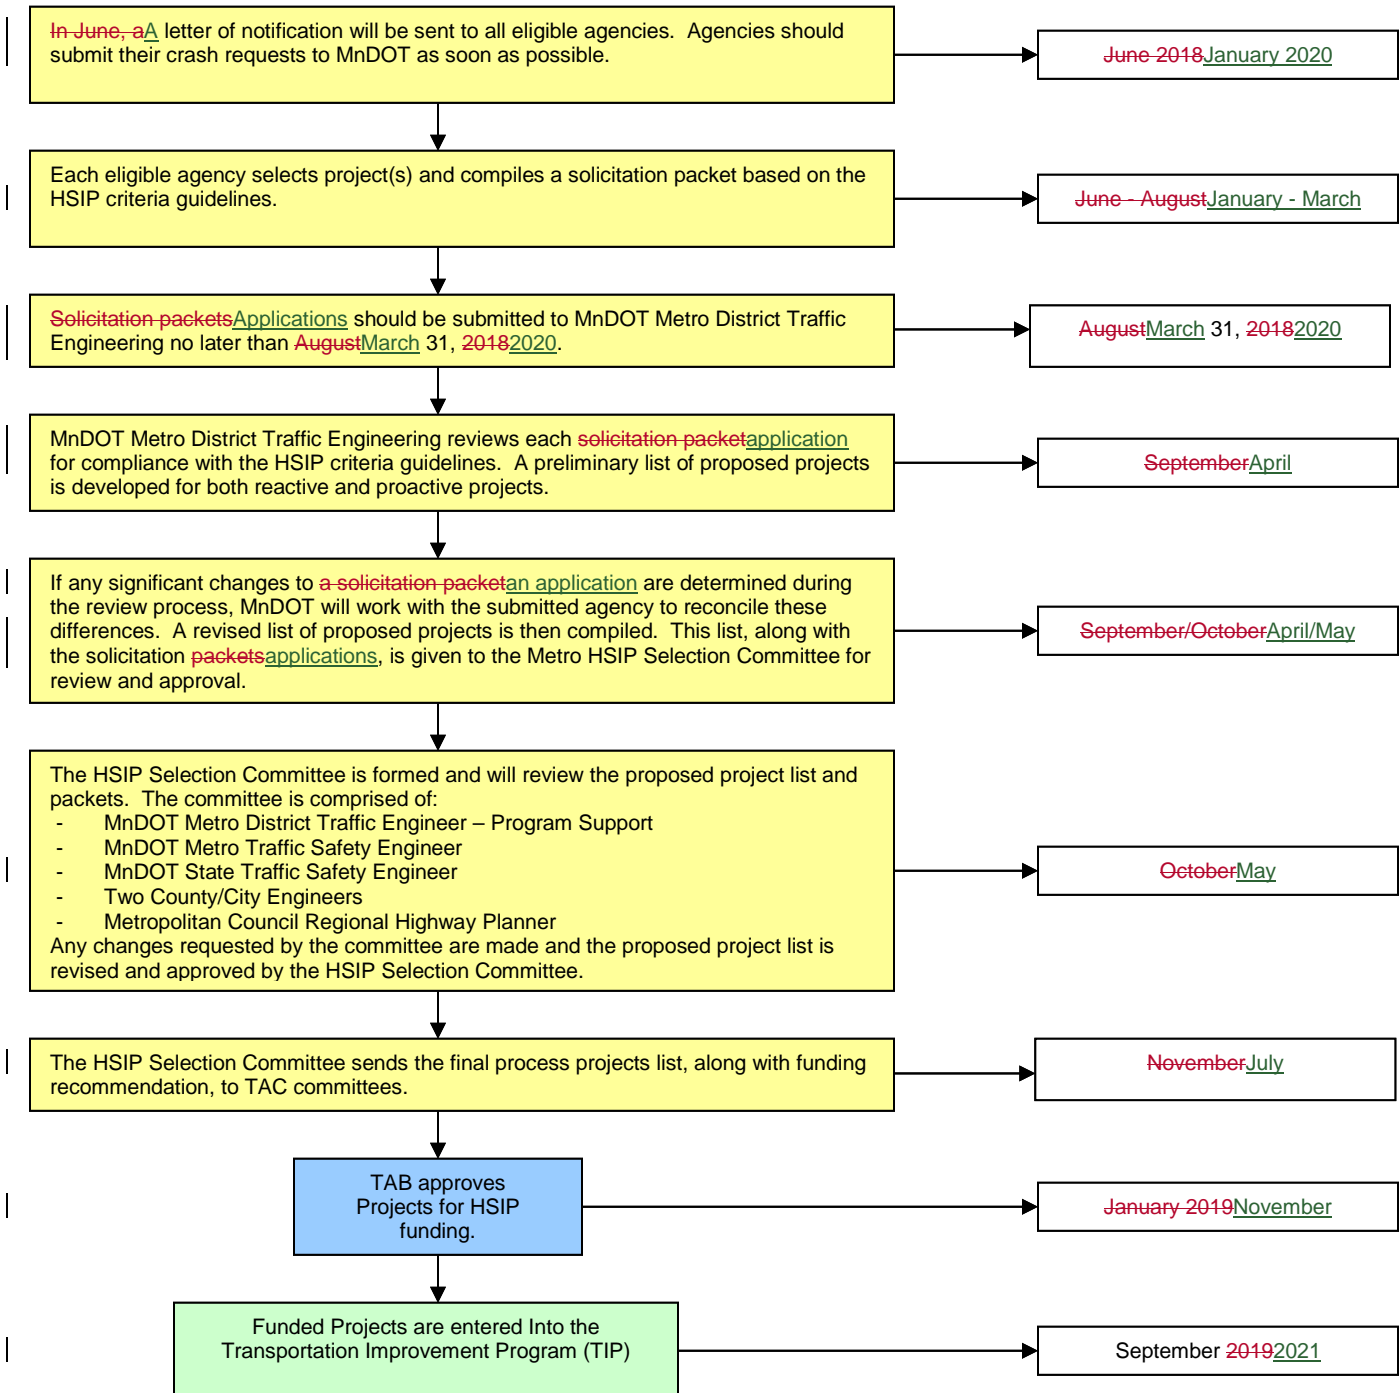 In June, aA letter of notification will be sent to all eligible agencies.  Agencies should
submit their crash requests to MnDOT as soon as possible.
June 2018January 2020
Each eligible agency selects project(s) and compiles a solicitation packet based on the
HSIP criteria guidelines.
June - AugustJanuary - March
Solicitation packetsApplications should be submitted to MnDOT Metro District Traffic
Engineering no later than AugustMarch 31, 20182020.
AugustMarch 31, 20182020
MnDOT Metro District Traffic Engineering reviews each solicitation packetapplication
for compliance with the HSIP criteria guidelines.  A preliminary list of proposed projects
is developed for both reactive and proactive projects.
SeptemberApril
If any significant changes to a solicitation packetan application are determined during
the review process, MnDOT will work with the submitted agency to reconcile these
differences.  A revised list of proposed projects is then compiled.  This list, along with
the solicitation packetsapplications, is given to the Metro HSIP Selection Committee for
review and approval.
September/OctoberApril/May
The HSIP Selection Committee is formed and will review the proposed project list and
packets.  The committee is comprised of:
- MnDOT Metro District Traffic Engineer – Program Support
- MnDOT Metro Traffic Safety Engineer
- MnDOT State Traffic Safety Engineer
- Two County/City Engineers
- Metropolitan Council Regional Highway Planner
Any changes requested by the committee are made and the proposed project list is
revised and approved by the HSIP Selection Committee.
OctoberMay
The HSIP Selection Committee sends the final process projects list, along with funding
recommendation, to TAC committees.
NovemberJuly
TAB approves
Projects for HSIP
funding.
January 2019November
Funded Projects are entered Into the
Transportation Improvement Program (TIP)
September 20192021